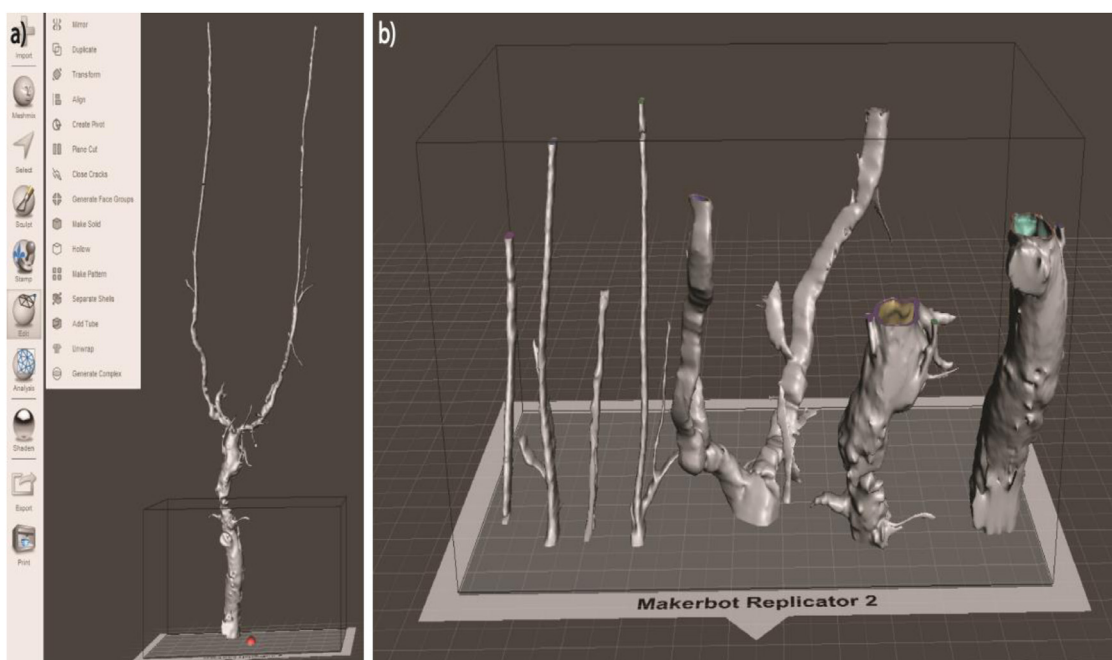 a)
Import
Meshmix
Select
Sculpt
Stamp
Edit
Analysis
Shaders
Export
Print
Mirror
Duplicate
Transform
Align
Create Pivot
Plane Cut
Close Cracks
Generate Face Groups
Make Solid
Hollow
Make Pattern
Separate Shells
Add Tube
Unwrap
Generate Complex
b)
Makerbot Replicator 2